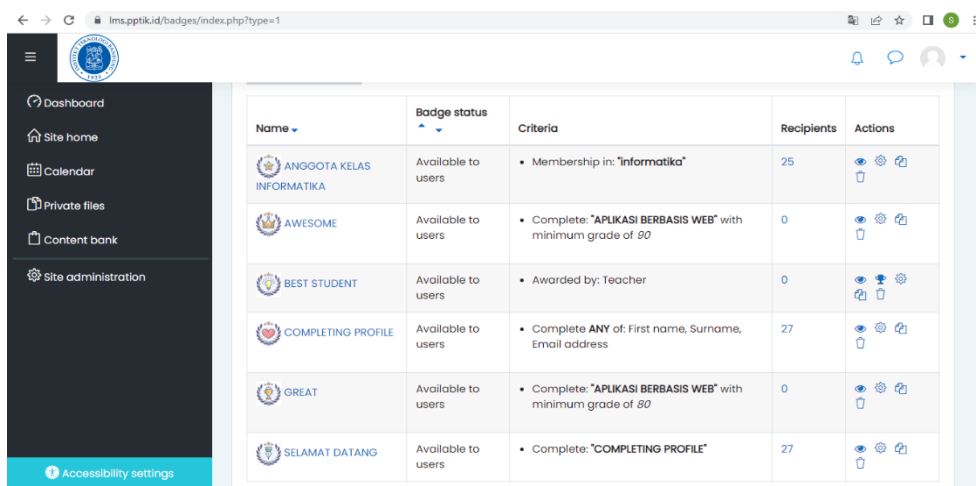 lms.pptik.id/badges/index.php?type=1
S
Dashboard
Site home
Calendar
Private files
Content bank
Site administration
Accessibility settings
Name
Badge status
Criteria
Recipients
Actions
ANGGOTA KELAS
INFORMATIKA
Available to
users
Membership in: "informatika"
25
AWESOME
Available to
users
Complete: "APLIKASI BERBASIS WEB" with
minimum grade of 90
0
BEST STUDENT
Available to
users
Awarded by: Teacher
0
COMPLETING PROFILE
Available to
users
Complete ANY of: First name, Surname,
Email address
27
GREAT
Available to
users
Complete: "APLIKASI BERBASIS WEB" with
minimum grade of 80
0
SELAMAT DATANG
Available to
users
Complete: "COMPLETING PROFILE"
27